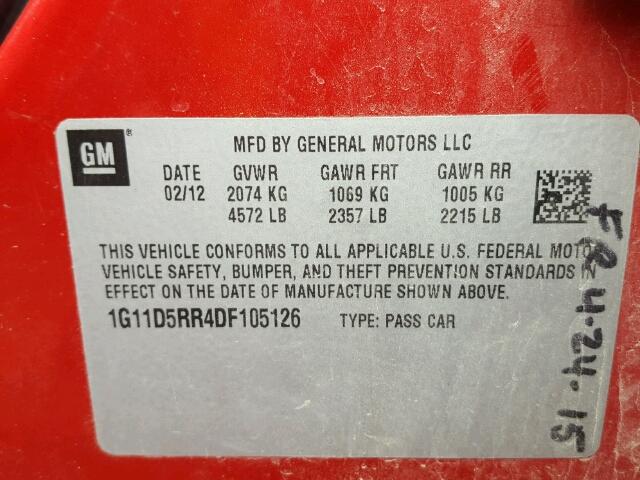 GM
MFD BY GENERAL MOTORS LLC
DATE GVWR GAWR FRT GAWR RR
02/12 2074 KG 1069 KG 1005 KG
4572 LB 2357 LB 2215 LB
THIS VEHICLE CONFORMS TO ALL APPLICABLE U.S. FEDERAL MOTOR
VEHICLE SAFETY, BUMPER, AND THEFT PREVENTION STANDARDS IN
EFFECT ON THE DATE OF MANUFACTURE SHOWN ABOVE.
1G11D5RR4DF105126 TYPE: PASS CAR
4-24-15